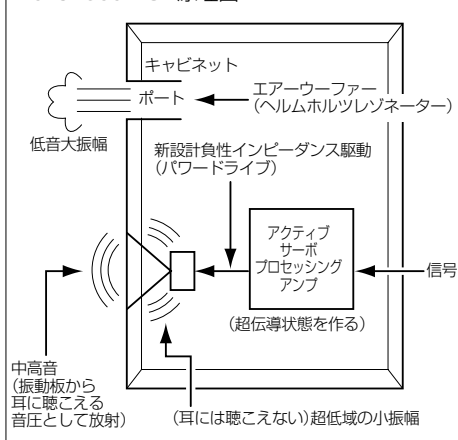 キャビネット
ポート
エアーウーファー
(ヘルムホルツレゾネーター)
低音大振幅
新設計負性インピーダンス駆動
(パワードライブ)
アクティブ
サーボ
プロセッシング
アンプ
信号
(超伝導状態を作る)
中高音
(振動板から
耳に聴こえる
音圧として放射)
(耳には聴こえない)超低域の小振幅